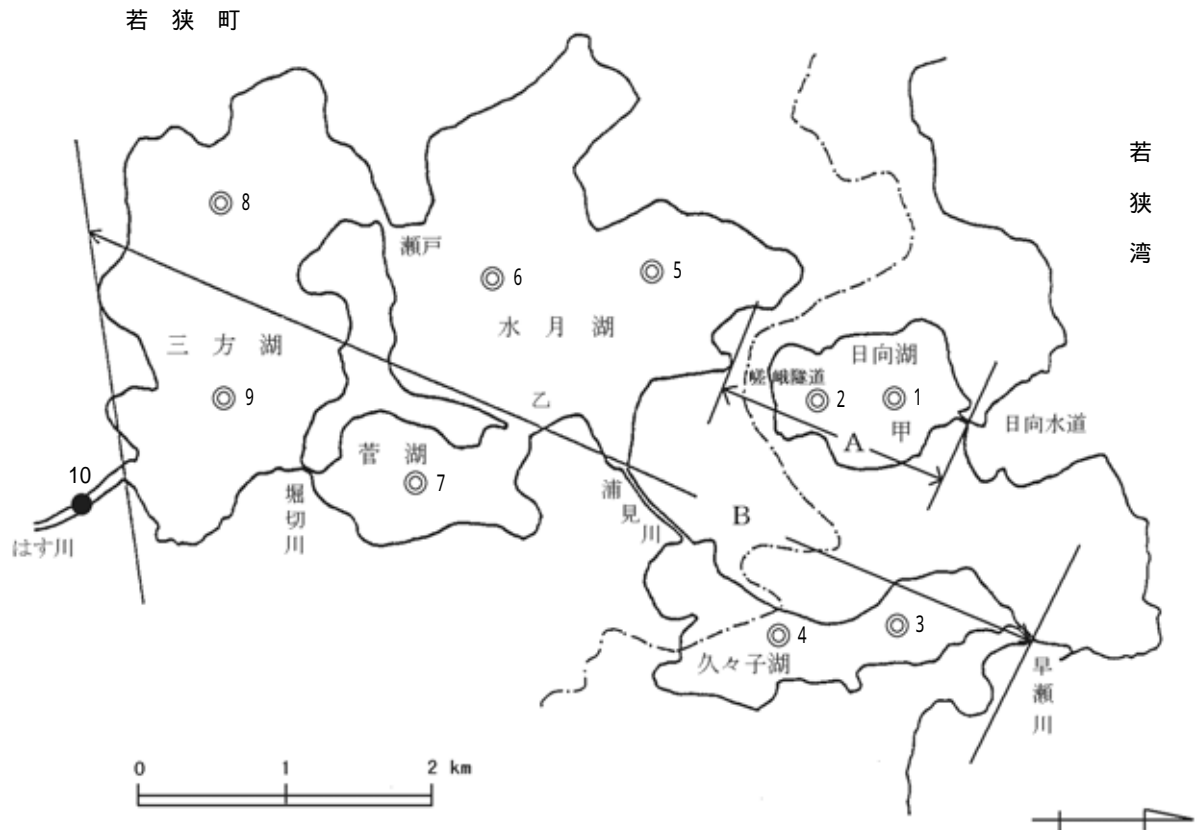 若狭町
若狭湾
8
瀬戸
6
5
水月湖
三方湖
日向湖
嵯峨隧道
2
1
A
甲
日向水道
9
乙
菅湖
7
10
はす川
堀切川
浦見川
B
3
4
久々子湖
早瀬川
0 1 2 km